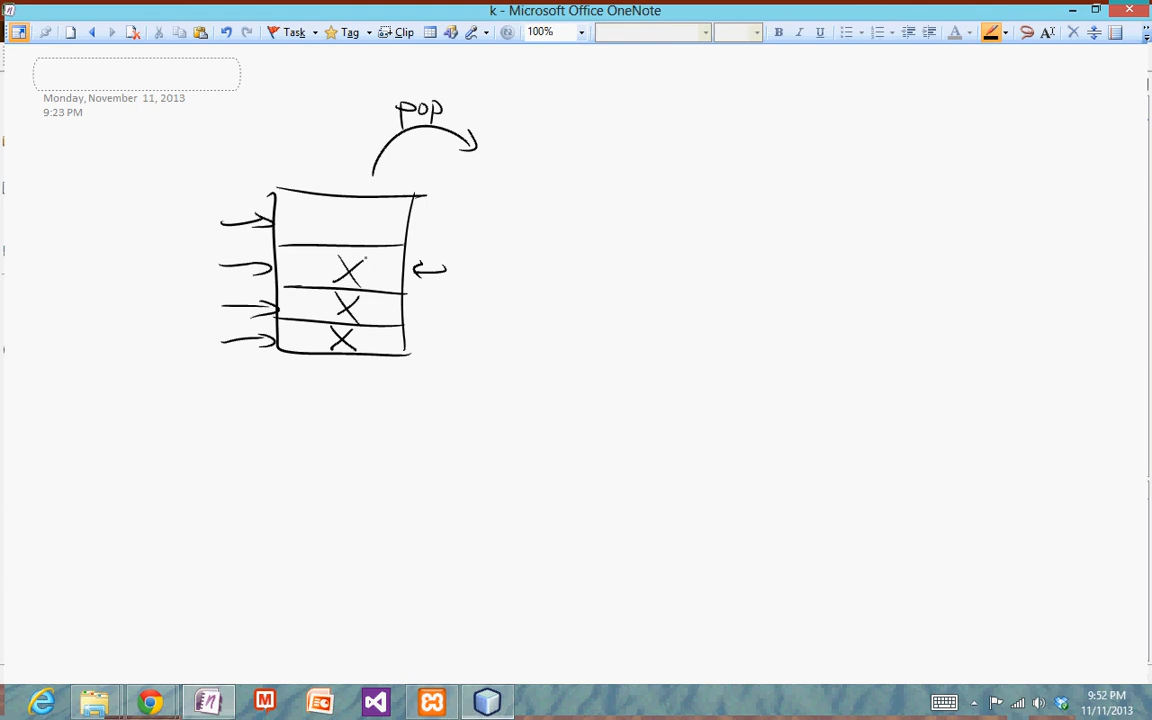 k - Microsoft Office OneNote
Task Tag Clip 100% B I U A A
Monday, November 11, 2013
9:23 PM
pop
X
X
X
9:52 PM
11/11/2013